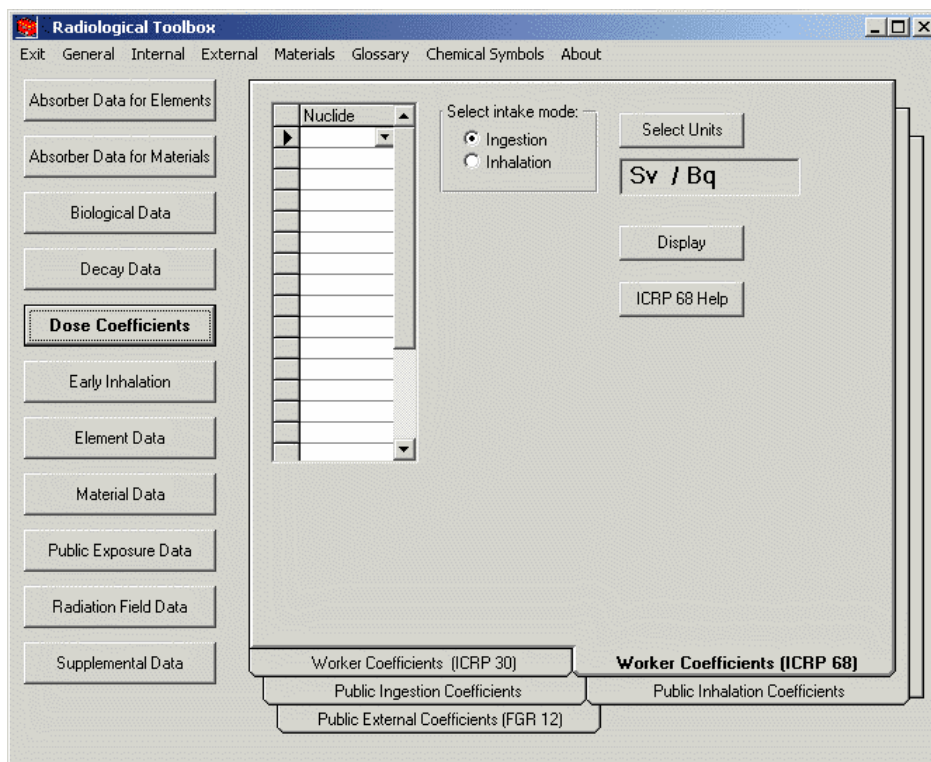 Radiological Toolbox
Exit General Internal External Materials Glossary Chemical Symbols About
Absorber Data for Elements
Absorber Data for Materials
Biological Data
Decay Data
Dose Coefficients
Early Inhalation
Element Data
Material Data
Public Exposure Data
Radiation Field Data
Supplemental Data
Nuclide
Select intake mode:
Ingestion
Inhalation
Select Units
Sv / Bq
Display
ICRP 68 Help
Worker Coefficients (ICRP 30)
Worker Coefficients (ICRP 68)
Public Ingestion Coefficients
Public Inhalation Coefficients
Public External Coefficients (FGR 12)